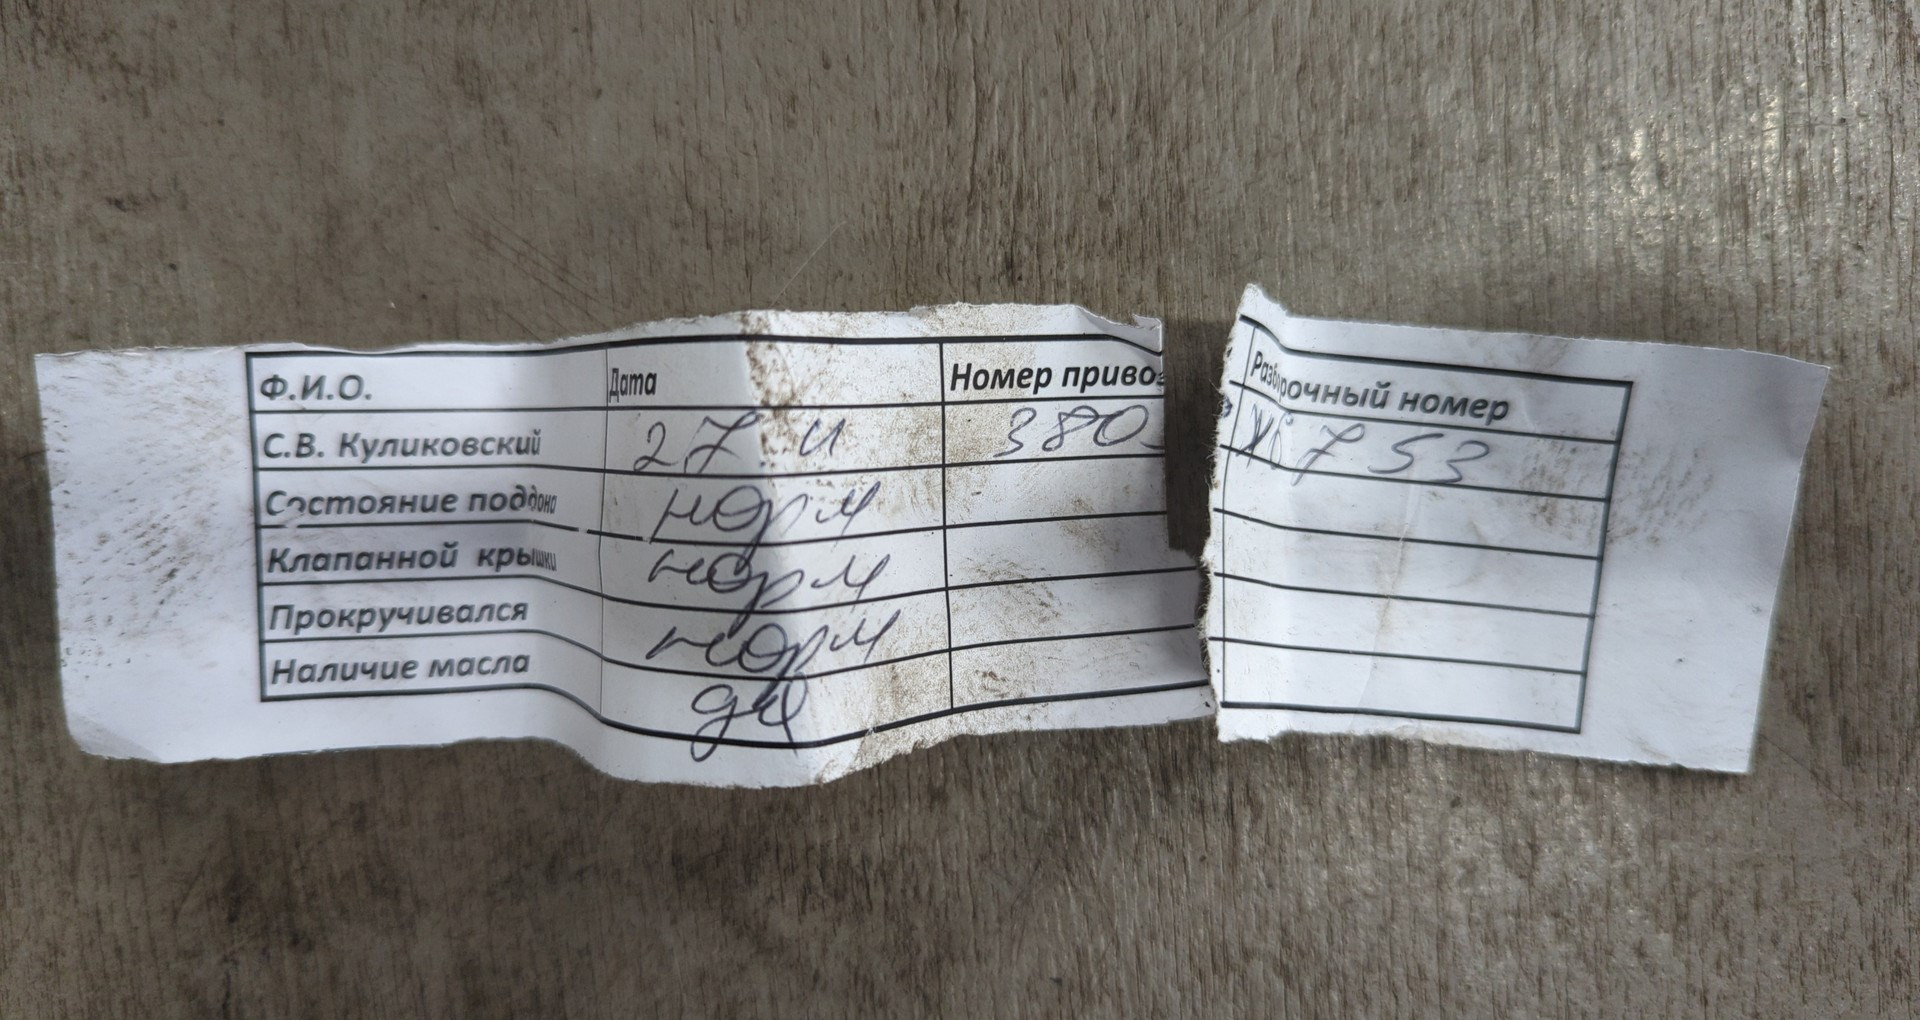 Ф.И.О. Дата Номер приво Разборочный номер
С.В. Куликовский 27 380 753
Состояние поддона норм
Клапанной крышки норм
Прокручивался норм
Наличие масла да